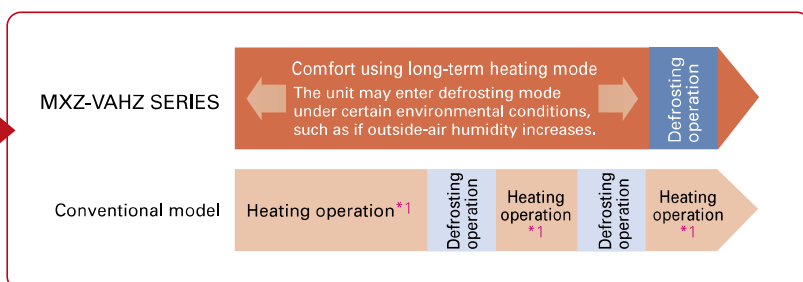 MXZ-VAHZ SERIES
Comfort using long-term heating mode
The unit may enter defrosting mode
under certain environmental conditions,
such as if outside-air humidity increases.
Defrosting
operation
Conventional model
Heating operation*1
Defrosting
operation
Heating
operation
*1
Defrosting
operation
Heating
operation
*1